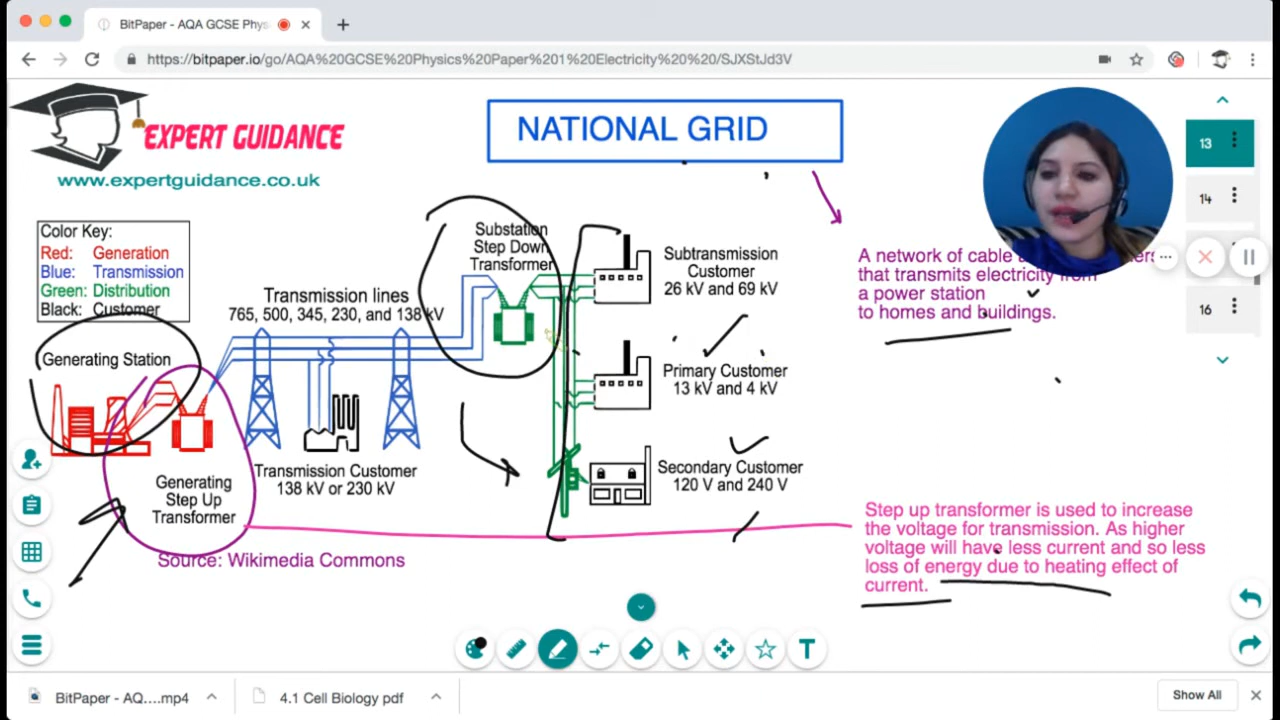 BitPaper - AQA GCSE Phys
https://bitpaper.io/go/AQA%20GCSE%20Physics%20Paper%201%20Electricity%20%20/SJXStJd3V
EXPERT GUIDANCE
www.expertguidance.co.uk
NATIONAL GRID
13
14
16
Color Key:
Red: Generation
Blue: Transmission
Green: Distribution
Black: Customer
Substation
Step Down
Transformer
Transmission lines
765, 500, 345, 230, and 138 kV
Generating Station
Generating
Step Up
Transformer
Transmission Customer
138 kV or 230 kV
Subtransmission
Customer
26 kV and 69 kV
Primary Customer
13 kV and 4 kV
Secondary Customer
120 V and 240 V
Source: Wikimedia Commons
A network of cable
that transmits electricity from
a power station
to homes and buildings.
Step up transformer is used to increase
the voltage for transmission. As higher
voltage will have less current and so less
loss of energy due to heating effect of
current.
T
BitPaper - AQ....mp4
4.1 Cell Biology pdf
Show All